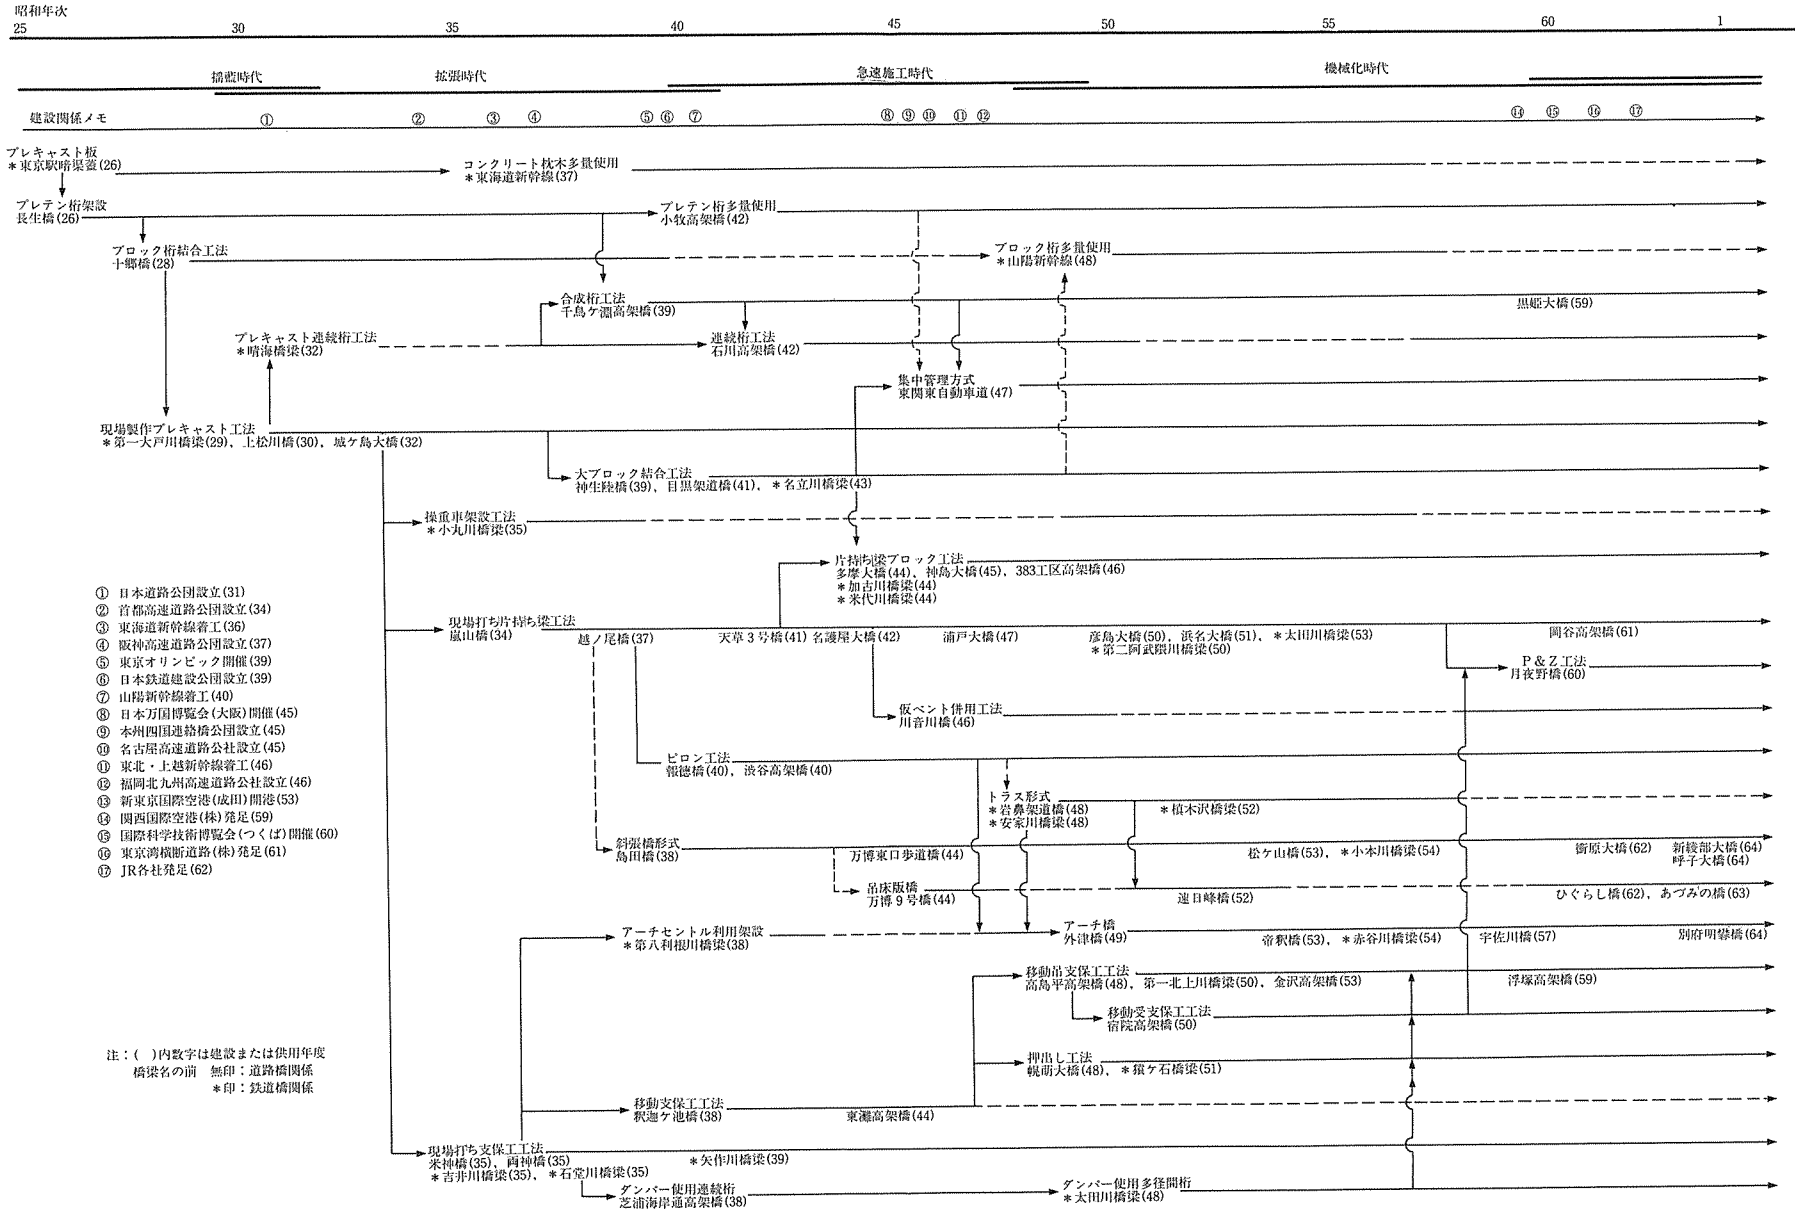 昭和年次
25 30 35 40 45 50 55 60 1
揺籃時代 拡張時代 急速施工時代 機械化時代
建設関係メモ ① ② ③ ④ ⑤ ⑥ ⑦ ⑧ ⑨ ⑩ ⑪ ⑫ ⑭ ⑮ ⑯ ⑰
プレキャスト板
*東京駅暗渠蓋(26)
コンクリート枕木多量使用
*東海道新幹線(37)
プレテン桁架設
長生橋(26)
プレテン桁多量使用
小牧高架橋(42)
ブロック桁結合工法
十郷橋(28)
ブロック桁多量使用
*山陽新幹線(48)
合成桁工法
千鳥ケ淵高架橋(39)
黒姫大橋(59)
プレキャスト連続桁工法
*晴海橋梁(32)
連続桁工法
石川高架橋(42)
集中管理方式
東関東自動車道(47)
現場製作プレキャスト工法
*第一大戸川橋梁(29), 上松川橋(30), 城ケ島大橋(32)
大ブロック結合工法
神生陸橋(39), 目黒架道橋(41), *名立川橋梁(43)
操重車架設工法
*小丸川橋梁(35)
片持ち梁ブロック工法
多摩大橋(44), 神島大橋(45), 383工区高架橋(46)
*加古川橋梁(44)
*米代川橋梁(44)
現場打ち片持ち梁工法
嵐山橋(34) 越ノ尾橋(37) 天草3号橋(41) 名護屋大橋(42) 浦戸大橋(47) 彦島大橋(50), 浜名大橋(51), *太田川橋梁(53) 岡谷高架橋(61)
*第二阿武隈川橋梁(50)
P&Z工法
月夜野橋(60)
仮ベント併用工法
川音川橋(46)
ピロン工法
報徳橋(40), 渋谷高架橋(40)
トラス形式
*岩鼻架道橋(48) *槙木沢橋(52)
*安家川橋梁(48)
斜張橋形式
島田橋(38) 万博東口歩道橋(44) 松ケ山橋(53), *小本川橋梁(54) 衝原大橋(62) 新綾部大橋(64)
呼子大橋(64)
吊床版橋
万博9号橋(44) 速日峰橋(52) ひぐらし橋(62), あづみの橋(63)
アーチセントル利用架設
*第八利根川橋梁(38)
アーチ橋
外津橋(49) 帝釈橋(53), *赤谷川橋梁(54) 宇佐川橋(57) 別府明礬橋(64)
移動吊支保工工法
高島平高架橋(48), 第一北上川橋梁(50), 金沢高架橋(53) 浮塚高架橋(59)
移動受支保工工法
宿院高架橋(50)
押出し工法
幌萌大橋(48), *猿ケ石橋梁(51)
移動支保工工法
釈迦ケ池橋(38) 東灘高架橋(44)
現場打ち支保工工法
米神橋(35), 両神橋(35) *矢作川橋梁(39)
*吉井川橋梁(35), *石堂川橋梁(35)
ダンパー使用連続桁
芝浦海岸通高架橋(38)
ダンパー使用多径間桁
*太田川橋梁(48)
① 日本道路公団設立(31)
② 首都高速道路公団設立(34)
③ 東海道新幹線着工(36)
④ 阪神高速道路公団設立(37)
⑤ 東京オリンピック開催(39)
⑥ 日本鉄道建設公団設立(39)
⑦ 山陽新幹線着工(40)
⑧ 日本万国博覧会(大阪)開催(45)
⑨ 本州四国連絡橋公団設立(45)
⑩ 名古屋高速道路公社設立(45)
⑪ 東北・上越新幹線着工(46)
⑫ 福岡北九州高速道路公社設立(46)
⑬ 新東京国際空港(成田)開港(53)
⑭ 関西国際空港(株)発足(59)
⑮ 国際科学技術博覧会(つくば)開催(60)
⑯ 東京湾横断道路(株)発足(61)
⑰ JR各社発足(62)
注:( )内数字は建設または供用年度
橋梁名の前 無印:道路橋関係
*印:鉄道橋関係